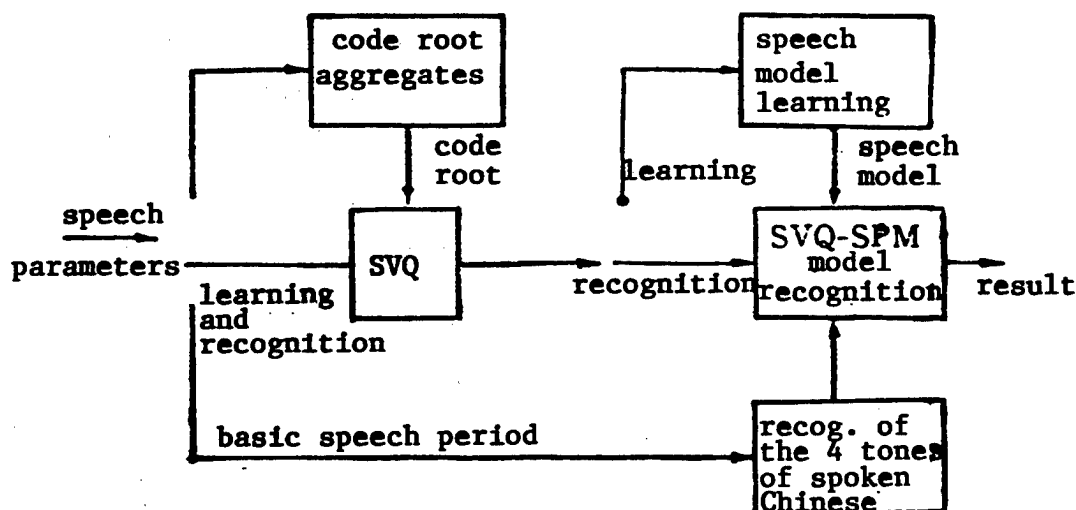 code root
aggregates
speech
model
learning
code
root
learning
speech
model
speech
parameters
SVQ
learning
and
recognition
recognition
SVQ-SPM
model
recognition
result
basic speech period
recog. of
the 4 tones
of spoken
Chinese